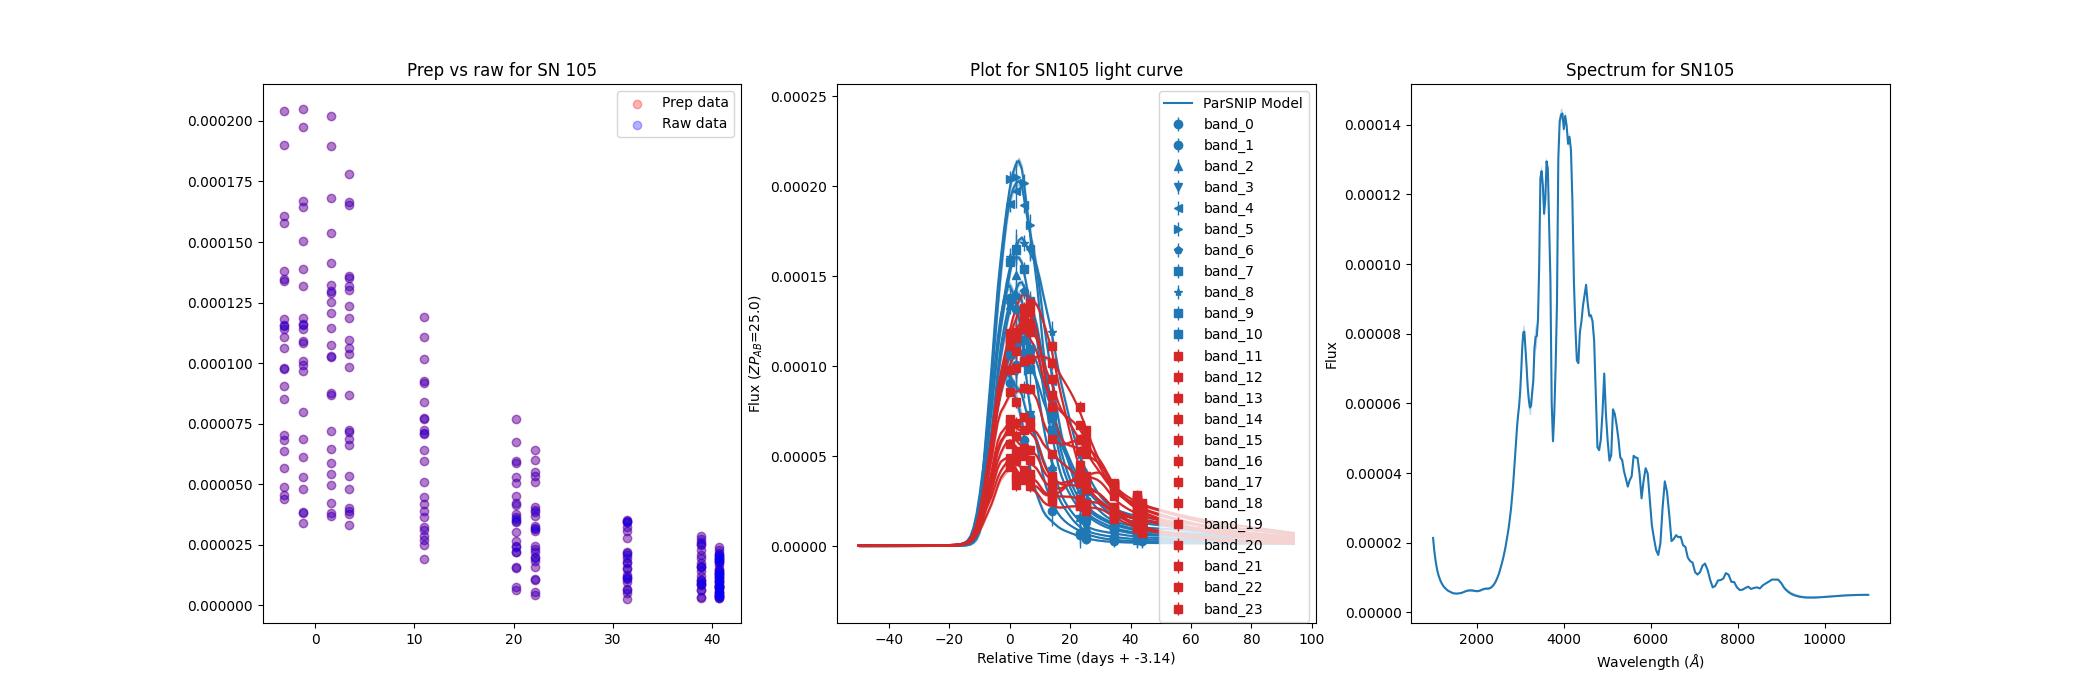 Prep vs raw for SN 105
Prep data
Raw data
0.000200
0.000175
0.000150
0.000125
0.000100
0.000075
0.000050
0.000025
0.000000
0
10
20
30
40
Plot for SN105 light curve
Flux (ZP_AB=25.0)
0.00025
0.00020
0.00015
0.00010
0.00005
0.00000
ParSNIP Model
band_0
band_1
band_2
band_3
band_4
band_5
band_6
band_7
band_8
band_9
band_10
band_11
band_12
band_13
band_14
band_15
band_16
band_17
band_18
band_19
band_20
band_21
band_22
band_23
−40
−20
0
20
40
60
80
100
Relative Time (days + -3.14)
Spectrum for SN105
Flux
0.00014
0.00012
0.00010
0.00008
0.00006
0.00004
0.00002
0.00000
2000
4000
6000
8000
10000
Wavelength (Å)